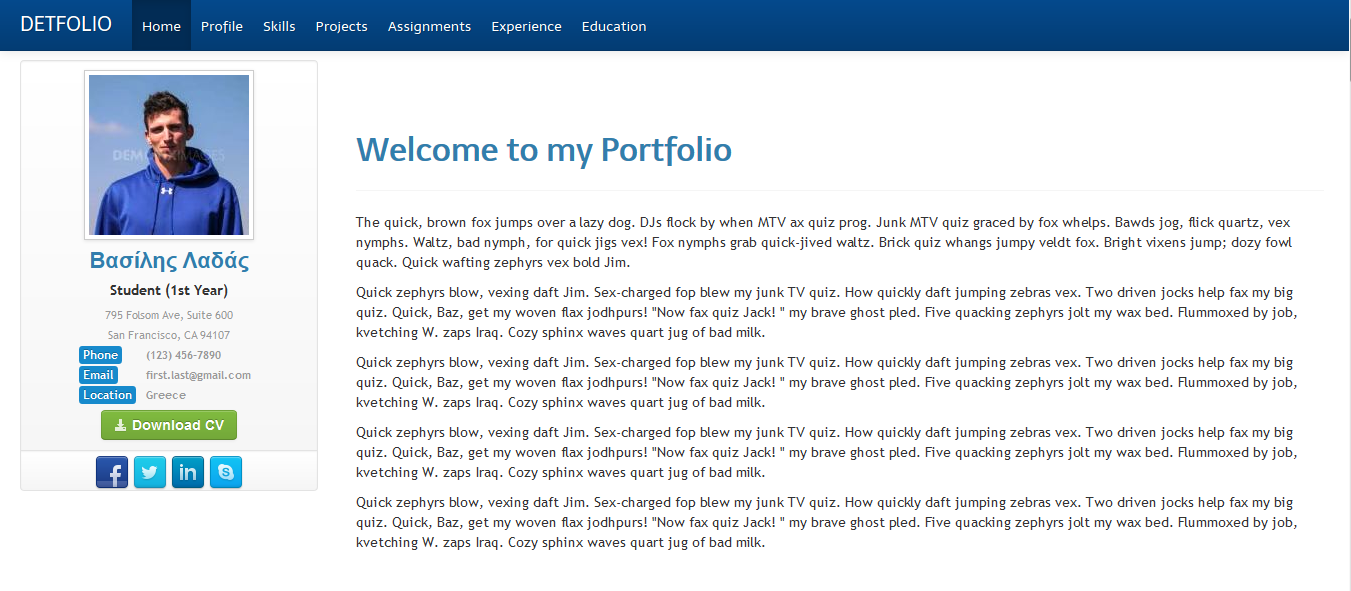 DETFOLIO
Home Profile Skills Projects Assignments Experience Education
Βασίλης Λαδάς
Student (1st Year)
795 Folsom Ave, Suite 600
San Francisco, CA 94107
Phone (123) 456-7890
Email first.last@gmail.com
Location Greece
Download CV
Welcome to my Portfolio
The quick, brown fox jumps over a lazy dog. DJs flock by when MTV ax quiz prog. Junk MTV quiz graced by fox whelps. Bawds jog, flick quartz, vex
nymphs. Waltz, bad nymph, for quick jigs vex! Fox nymphs grab quick-jived waltz. Brick quiz whangs jumpy veldt fox. Bright vixens jump; dozy fowl
quack. Quick wafting zephyrs vex bold Jim.
Quick zephyrs blow, vexing daft Jim. Sex-charged fop blew my junk TV quiz. How quickly daft jumping zebras vex. Two driven jocks help fax my big
quiz. Quick, Baz, get my woven flax jodhpurs! "Now fax quiz Jack! " my brave ghost pled. Five quacking zephyrs jolt my wax bed. Flummoxed by job,
kvetching W. zaps Iraq. Cozy sphinx waves quart jug of bad milk.
Quick zephyrs blow, vexing daft Jim. Sex-charged fop blew my junk TV quiz. How quickly daft jumping zebras vex. Two driven jocks help fax my big
quiz. Quick, Baz, get my woven flax jodhpurs! "Now fax quiz Jack! " my brave ghost pled. Five quacking zephyrs jolt my wax bed. Flummoxed by job,
kvetching W. zaps Iraq. Cozy sphinx waves quart jug of bad milk.
Quick zephyrs blow, vexing daft Jim. Sex-charged fop blew my junk TV quiz. How quickly daft jumping zebras vex. Two driven jocks help fax my big
quiz. Quick, Baz, get my woven flax jodhpurs! "Now fax quiz Jack! " my brave ghost pled. Five quacking zephyrs jolt my wax bed. Flummoxed by job,
kvetching W. zaps Iraq. Cozy sphinx waves quart jug of bad milk.
Quick zephyrs blow, vexing daft Jim. Sex-charged fop blew my junk TV quiz. How quickly daft jumping zebras vex. Two driven jocks help fax my big
quiz. Quick, Baz, get my woven flax jodhpurs! "Now fax quiz Jack! " my brave ghost pled. Five quacking zephyrs jolt my wax bed. Flummoxed by job,
kvetching W. zaps Iraq. Cozy sphinx waves quart jug of bad milk.